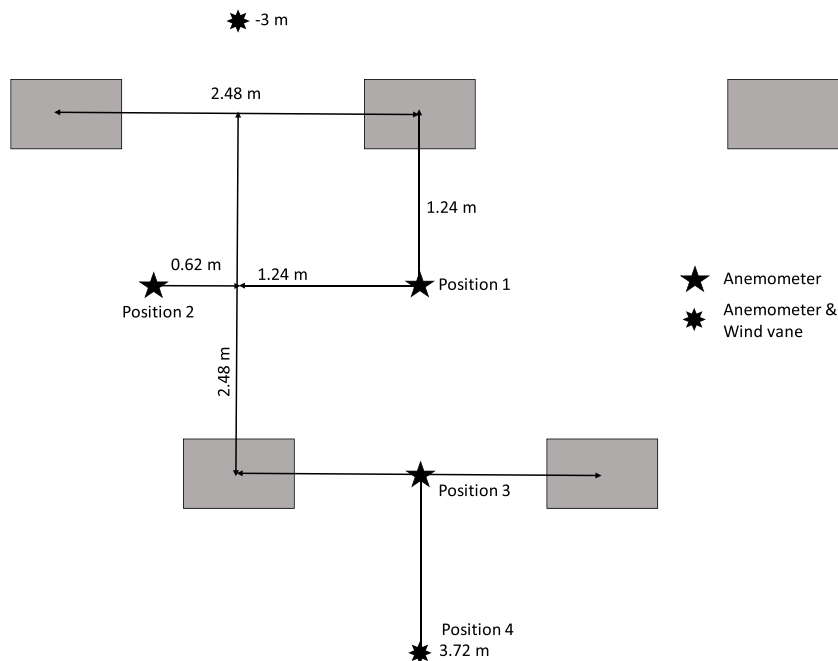 -3 m
2.48 m
1.24 m
0.62 m
1.24 m
Position 1
Position 2
Anemometer
Anemometer &
Wind vane
2.48 m
Position 3
Position 4
3.72 m